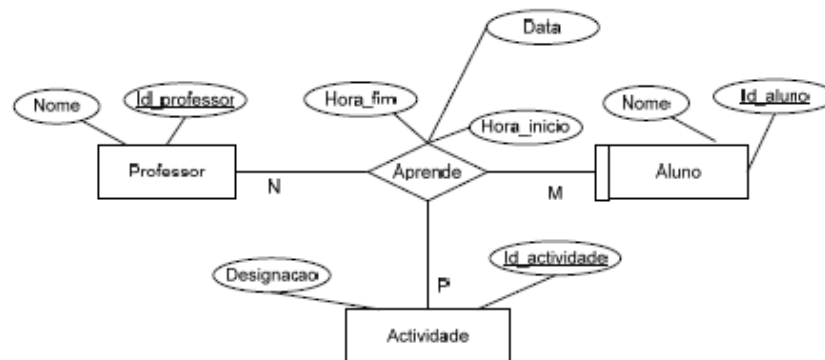 Data
Nome
Id_professor
Hora_fim
Hora_inicio
Nome
Id_aluno
Professor
N
Aprende
M
Aluno
Designacao
P
Id_actividade
Actividade